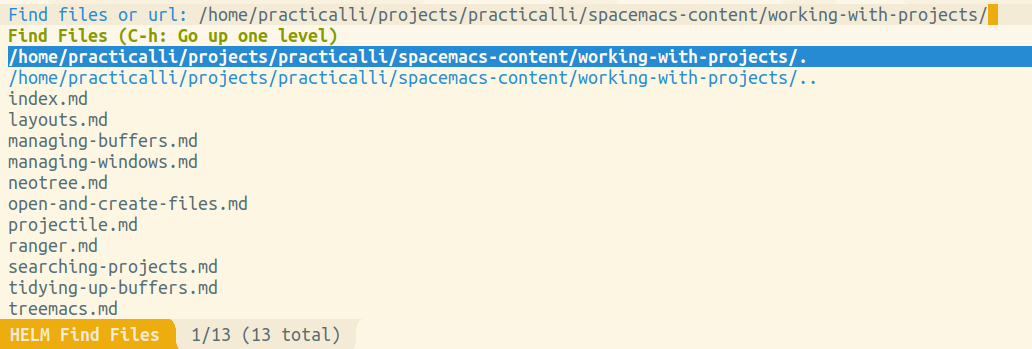 Find files or url: /home/practicalli/projects/practicalli/spacemacs-content/working-with-projects/
Find Files (C-h: Go up one level)
/home/practicalli/projects/practicalli/spacemacs-content/working-with-projects/.
/home/practicalli/projects/practicalli/spacemacs-content/working-with-projects/..
index.md
layouts.md
managing-buffers.md
managing-windows.md
neotree.md
open-and-create-files.md
projectile.md
ranger.md
searching-projects.md
tidying-up-buffers.md
treemacs.md
HELM Find Files 1/13 (13 total)